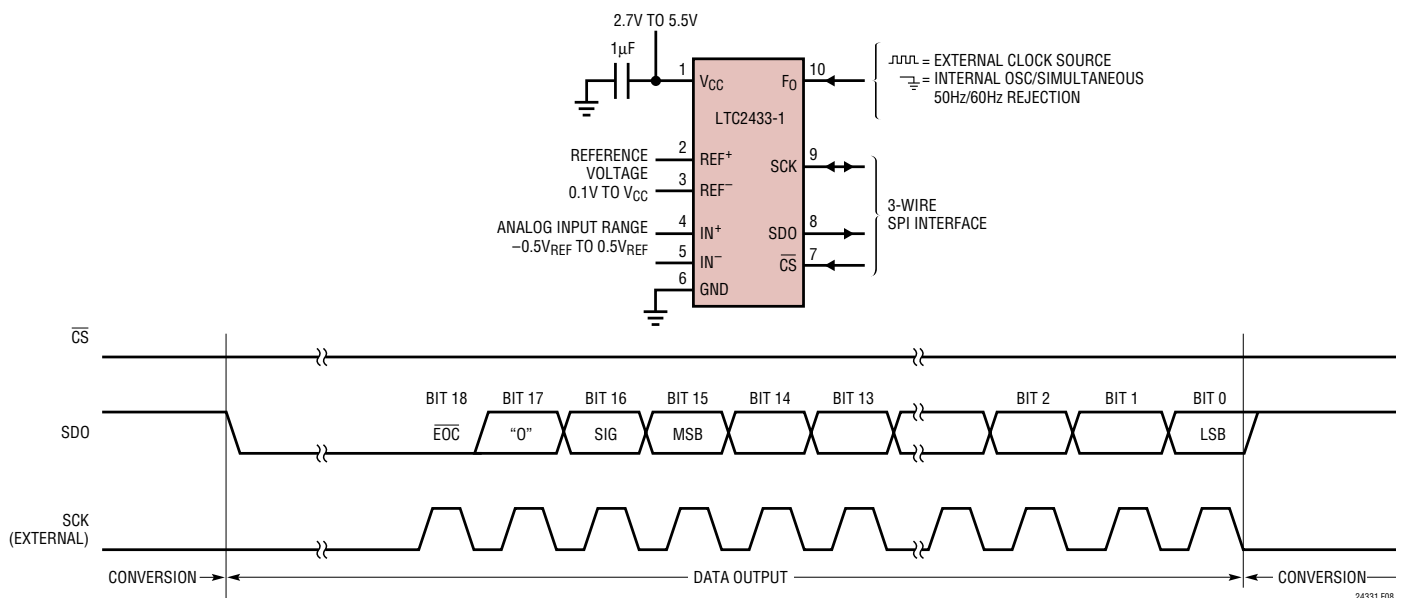 2.7V TO 5.5V
1µF
1
VCC
FO
10
= EXTERNAL CLOCK SOURCE
= INTERNAL OSC/SIMULTANEOUS
50Hz/60Hz REJECTION
LTC2433-1
REFERENCE
VOLTAGE
0.1V TO VCC
2
REF+
3
REF–
SCK
9
ANALOG INPUT RANGE
–0.5VREF TO 0.5VREF
4
IN+
5
IN–
6
GND
SDO
8
CS
7
3-WIRE
SPI INTERFACE
CS
BIT 18 BIT 17 BIT 16 BIT 15 BIT 14 BIT 13 BIT 2 BIT 1 BIT 0
SDO
EOC “O” SIG MSB LSB
SCK
(EXTERNAL)
CONVERSION DATA OUTPUT CONVERSION
24331 F08